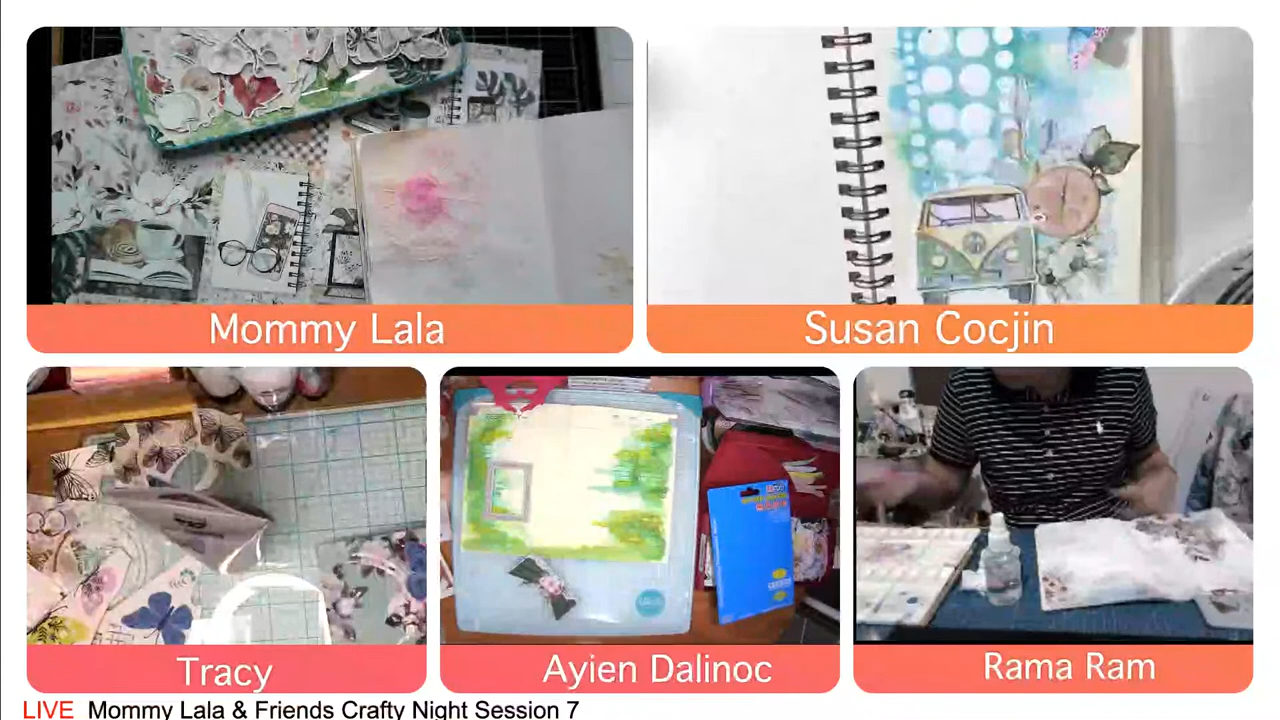 Mommy Lala
Susan Cocjin
Tracy
Ayien Dalinoc
Rama Ram
LIVE Mommy Lala & Friends Crafty Night Session 7